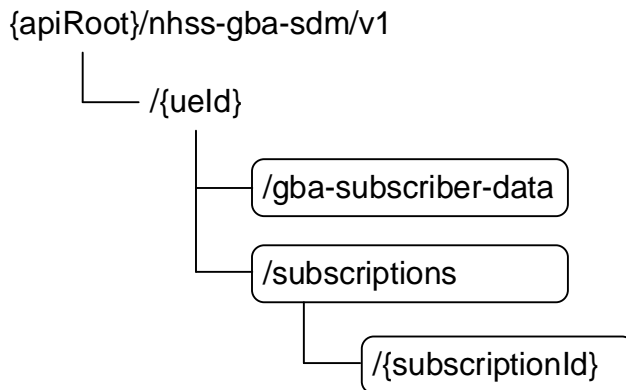 {apiRoot}/nhss-gba-sdm/v1
/{ueId}
/gba-subscriber-data
/subscriptions
/{subscriptionId}